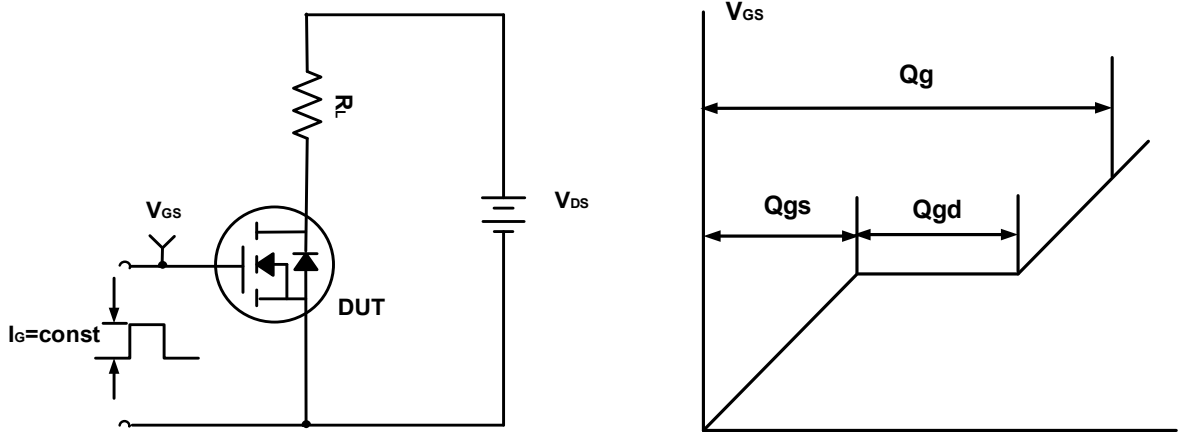 RL
VGS
VDS
DUT
IG=const
VGS
Qg
Qgs
Qgd